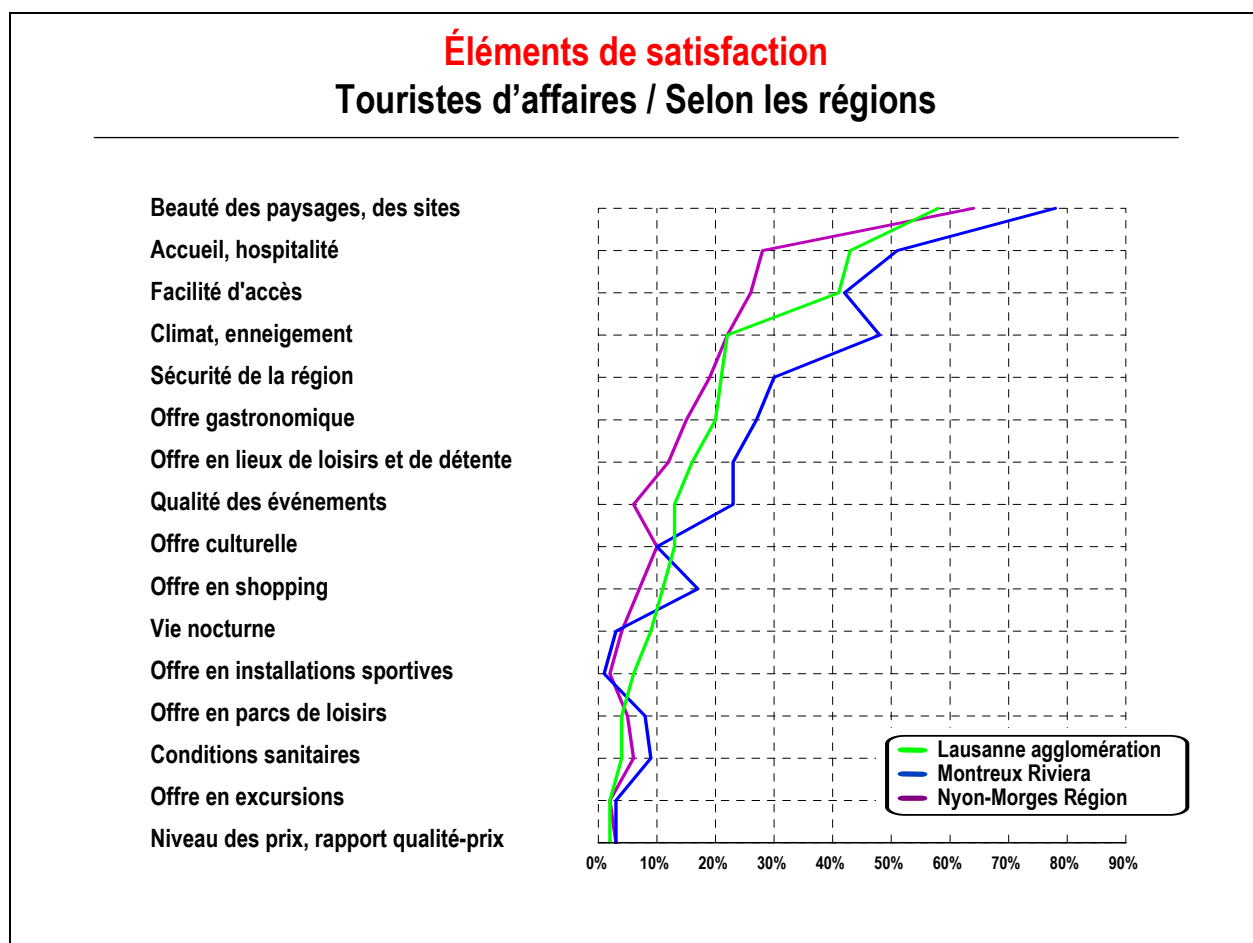 Éléments de satisfaction
Touristes d’affaires / Selon les régions
Beauté des paysages, des sites
Accueil, hospitalité
Facilité d'accès
Climat, enneigement
Sécurité de la région
Offre gastronomique
Offre en lieux de loisirs et de détente
Qualité des événements
Offre culturelle
Offre en shopping
Vie nocturne
Offre en installations sportives
Offre en parcs de loisirs
Conditions sanitaires
Offre en excursions
Niveau des prix, rapport qualité-prix
Lausanne agglomération
Montreux Riviera
Nyon-Morges Région
0% 10% 20% 30% 40% 50% 60% 70% 80% 90%